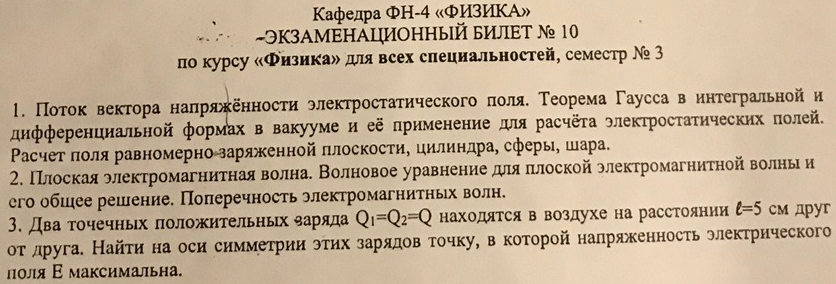 Кафедра ФН-4 «ФИЗИКА»
ЭКЗАМЕНАЦИОННЫЙ БИЛЕТ № 10
по курсу «Физика» для всех специальностей, семестр № 3
1. Поток вектора напряжённости электростатического поля. Теорема Гаусса в интегральной и
дифференциальной формах в вакууме и её применение для расчёта электростатических полей.
Расчет поля равномерно заряженной плоскости, цилиндра, сферы, шара.
2. Плоская электромагнитная волна. Волновое уравнение для плоской электромагнитной волны и
его общее решение. Поперечность электромагнитных волн.
3. Два точечных положительных заряда Q₁=Q₂=Q находятся в воздухе на расстоянии ℓ=5 см друг
от друга. Найти на оси симметрии этих зарядов точку, в которой напряженность электрического
поля E максимальна.